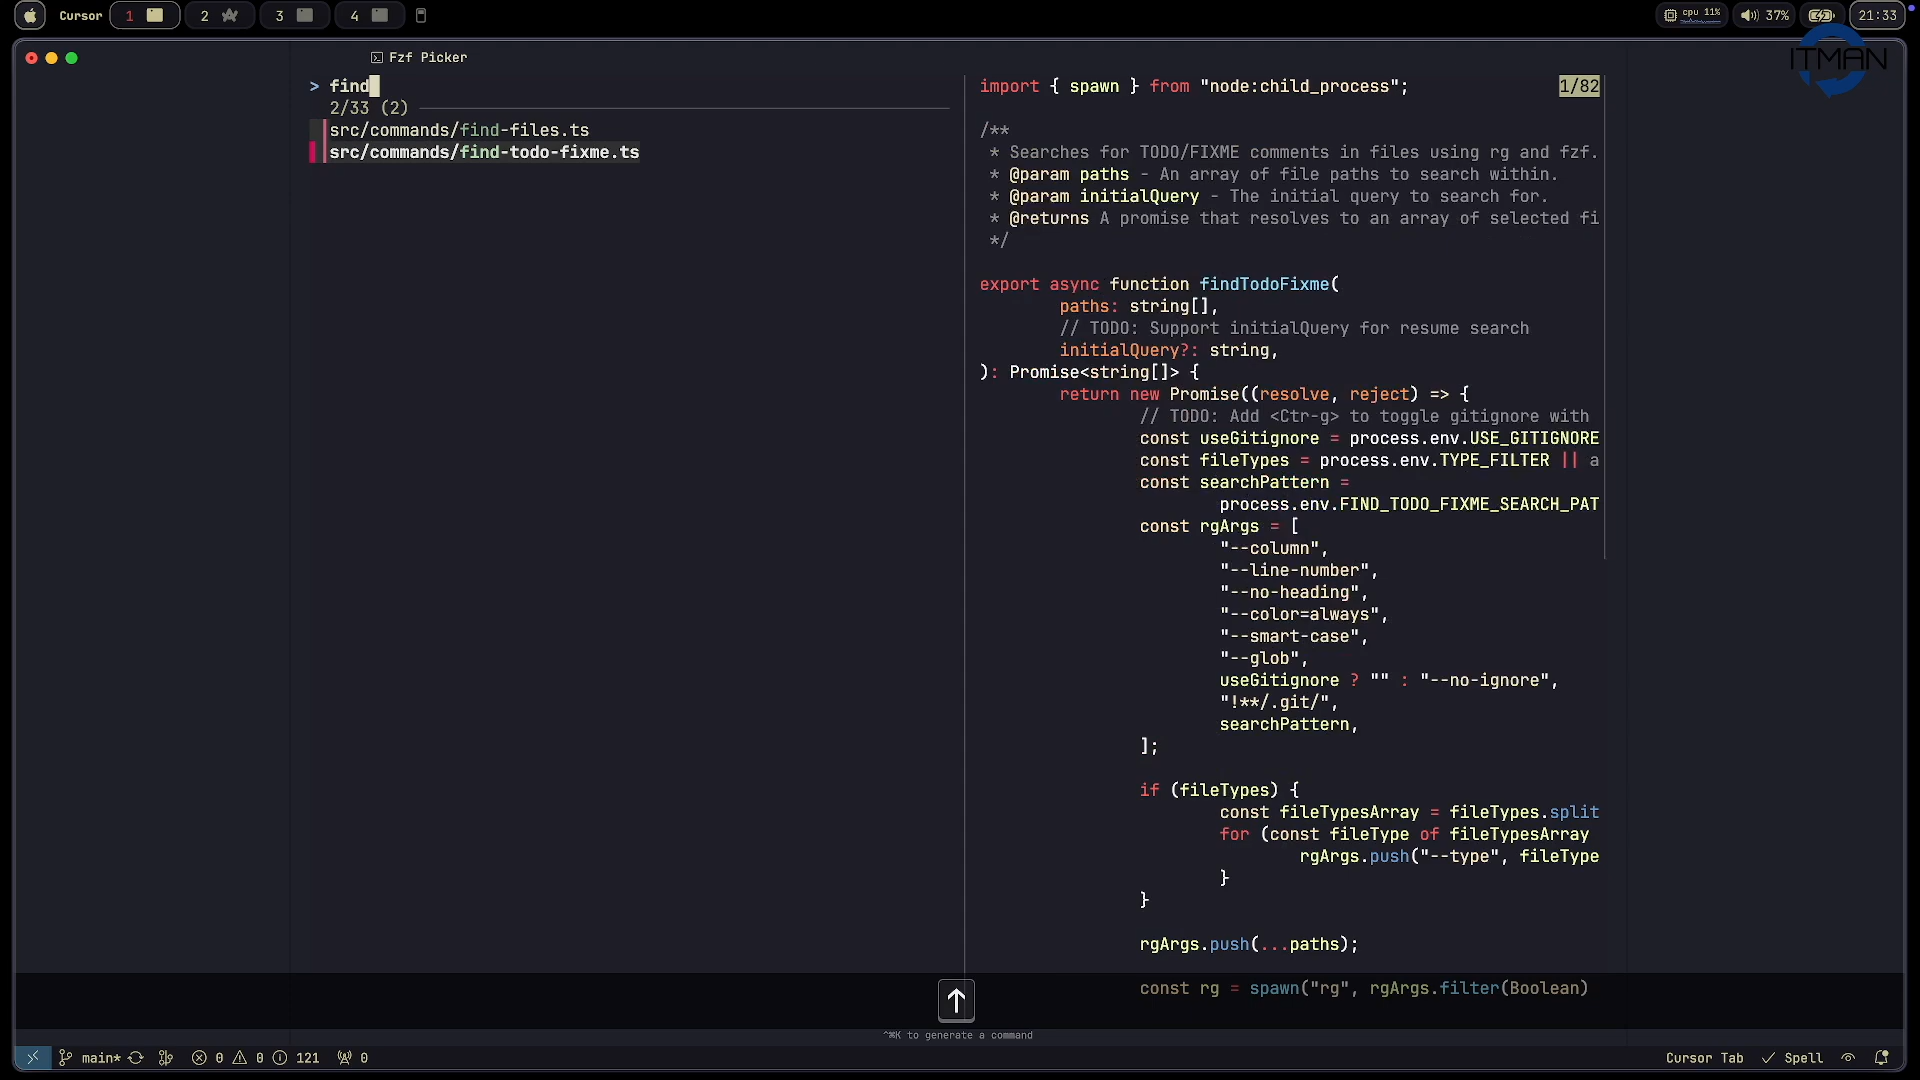 Cursor 1 2 3 4 cpu 11% 37% 21:33
ITMAN
Fzf Picker
> find
2/33 (2)
src/commands/find-files.ts
src/commands/find-todo-fixme.ts
import { spawn } from "node:child_process"; 1/82
/**
* Searches for TODO/FIXME comments in files using rg and fzf.
* @param paths - An array of file paths to search within.
* @param initialQuery - The initial query to search for.
* @returns A promise that resolves to an array of selected fi
*/
export async function findTodoFixme(
paths: string[],
// TODO: Support initialQuery for resume search
initialQuery?: string,
): Promise<string[]> {
return new Promise((resolve, reject) => {
// TODO: Add <Ctr-g> to toggle gitignore with
const useGitignore = process.env.USE_GITIGNORE
const fileTypes = process.env.TYPE_FILTER || a
const searchPattern =
process.env.FIND_TODO_FIXME_SEARCH_PAT
const rgArgs = [
"--column",
"--line-number",
"--no-heading",
"--color=always",
"--smart-case",
"--glob",
useGitignore ? "" : "--no-ignore",
"!**/.git/",
searchPattern,
];
if (fileTypes) {
const fileTypesArray = fileTypes.split
for (const fileType of fileTypesArray
rgArgs.push("--type", fileType
}
}
rgArgs.push(...paths);
const rg = spawn("rg", rgArgs.filter(Boolean)
^⌘K to generate a command
main* 0 0 121 0 Cursor Tab Spell